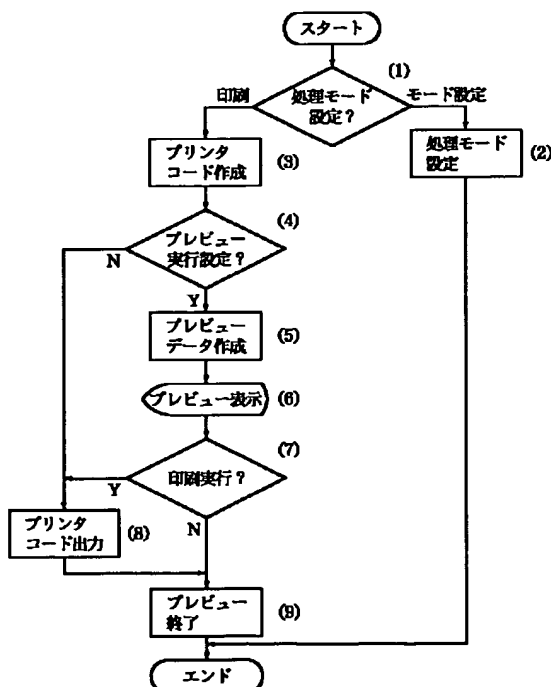 スタート
(1)
印刷
処理モード
設定?
モード設定
プリンタ
コード作成
(3)
処理モード
設定
(2)
(4)
プレビュー
実行設定?
N
Y
プレビュー
データ作成
(5)
プレビュー表示
(6)
(7)
印刷実行?
Y
N
プリンタ
コード出力
(8)
プレビュー
終了
(9)
エンド